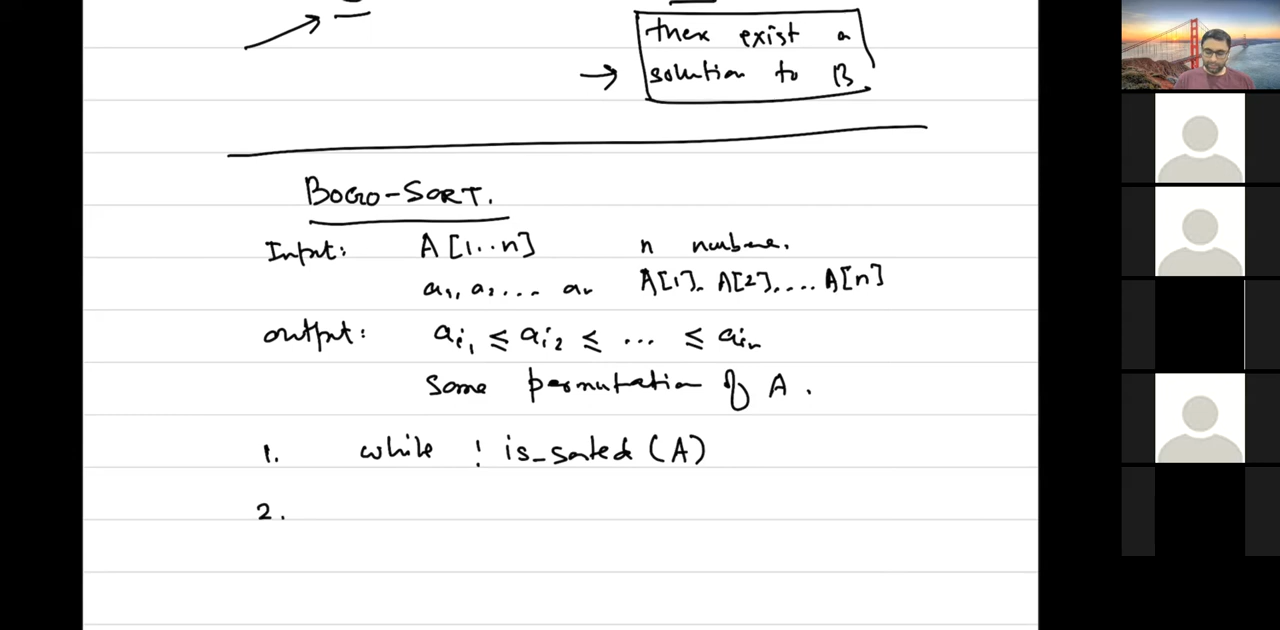 then exist a
→ solution to B
BOGO-SORT.
Input: A[1..n] n numbers.
a₁, a₂... aₙ A[1], A[2],.... A[n]
output: aᵢ₁ ≤ aᵢ₂ ≤ ... ≤ aᵢₙ
Some permutation of A.
1. while ! is_sorted (A)
2.